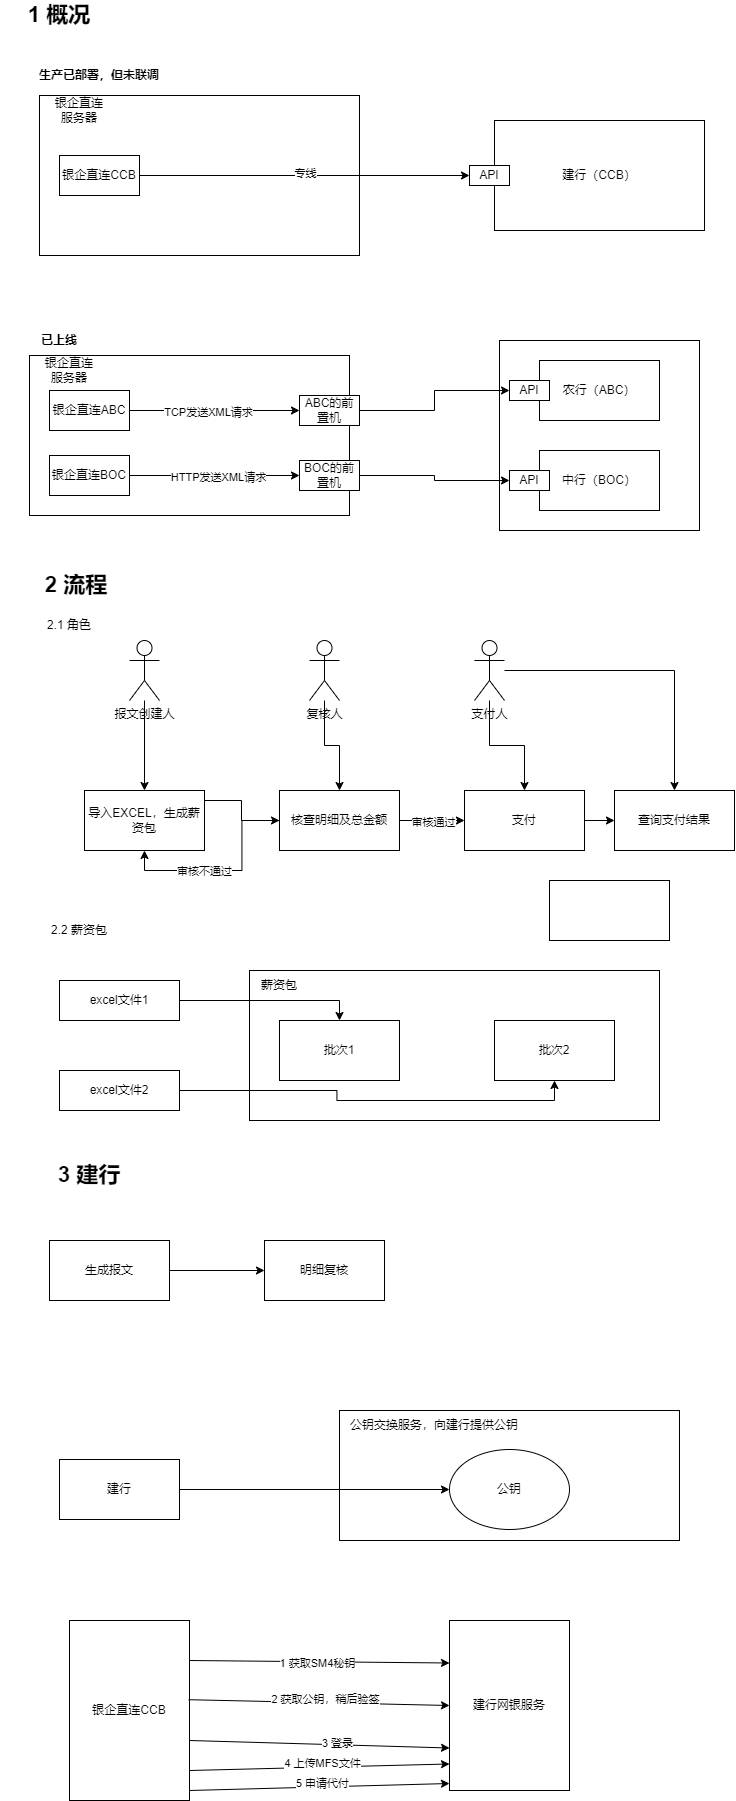 1 概况
生产已部署，但未联调
银企直连
服务器
银企直连CCB
专线
API
建行（CCB）
已上线
银企直连
服务器
银企直连ABC
TCP发送XML请求
ABC的前
置机
API
农行（ABC）
银企直连BOC
HTTP发送XML请求
BOC的前
置机
API
中行（BOC）
2 流程
2.1 角色
报文创建人
复核人
支付人
导入EXCEL，生成薪
资包
核查明细及总金额
审核通过
支付
查询支付结果
审核不通过
2.2 薪资包
薪资包
excel文件1
批次1
批次2
excel文件2
3 建行
生成报文
明细复核
公钥交换服务，向建行提供公钥
建行
公钥
银企直连CCB
1 获取SM4秘钥
2 获取公钥，稍后验签
3 登录
4 上传MFS文件
5 申请代付
建行网银服务